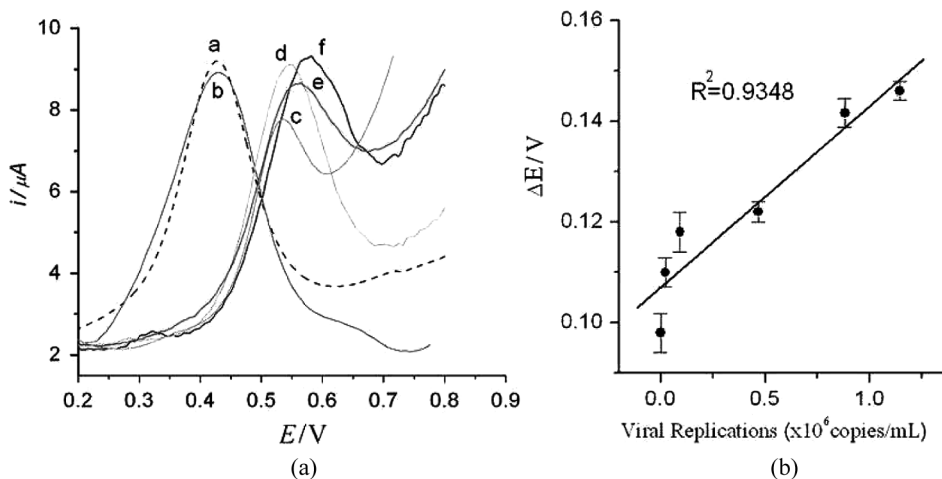 10
8
6
4
2
i/μA
a
b
d
f
e
c
0.2 0.3 0.4 0.5 0.6 0.7 0.8 0.9
E/V
(a)
0.16
0.14
0.12
0.10
ΔE/V
R²=0.9348
0.0 0.5 1.0
Viral Replications (x10⁶copies/mL)
(b)